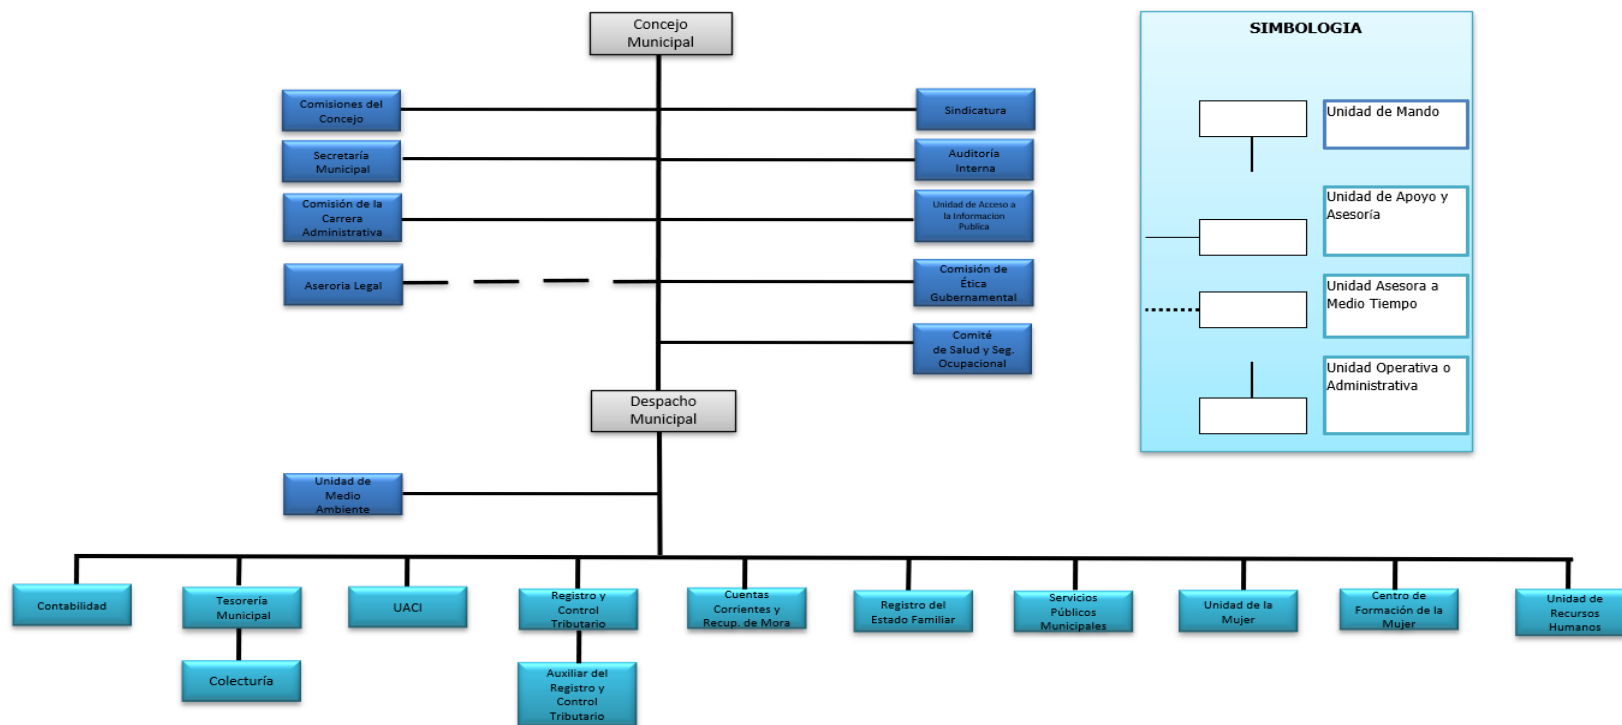 Concejo
Municipal
SIMBOLOGIA
Comisiones del
Concejo
Sindicatura
Secretaría
Municipal
Auditoría
Interna
Comisión de la
Carrera
Administrativa
Unidad de Acceso a
la Informacion
Publica
Aseroria Legal
Comisión de
Ética
Gubernamental
Comité
de Salud y Seg.
Ocupacional
Unidad de Mando
Unidad de Apoyo y
Asesoría
Unidad Asesora a
Medio Tiempo
Unidad Operativa o
Administrativa
Despacho
Municipal
Unidad de
Medio
Ambiente
Contabilidad
Tesorería
Municipal
UACI
Registro y
Control
Tributario
Cuentas
Corrientes y
Recup. de Mora
Registro del
Estado Familiar
Servicios
Públicos
Municipales
Unidad de la
Mujer
Centro de
Formación de la
Mujer
Unidad de
Recursos
Humanos
Colecturía
Auxiliar del
Registro y
Control
Tributario